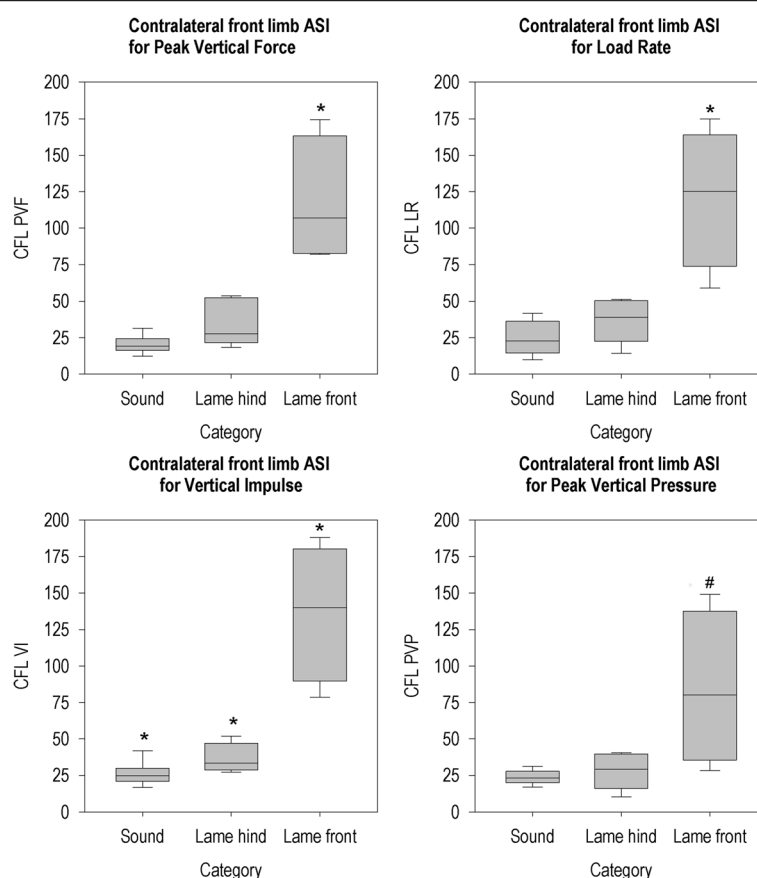 Contralateral front limb ASI
for Peak Vertical Force
200
175
150
125
100
75
50
25
0
CFL PVF
*
Sound Lame hind Lame front
Category
Contralateral front limb ASI
for Load Rate
200
175
150
125
100
75
50
25
0
CFL LR
*
Sound Lame hind Lame front
Category
Contralateral front limb ASI
for Vertical Impulse
200
175
150
125
100
75
50
25
0
CFL VI
* * *
Sound Lame hind Lame front
Category
Contralateral front limb ASI
for Peak Vertical Pressure
200
175
150
125
100
75
50
25
0
CFL PVP
#
Sound Lame hind Lame front
Category